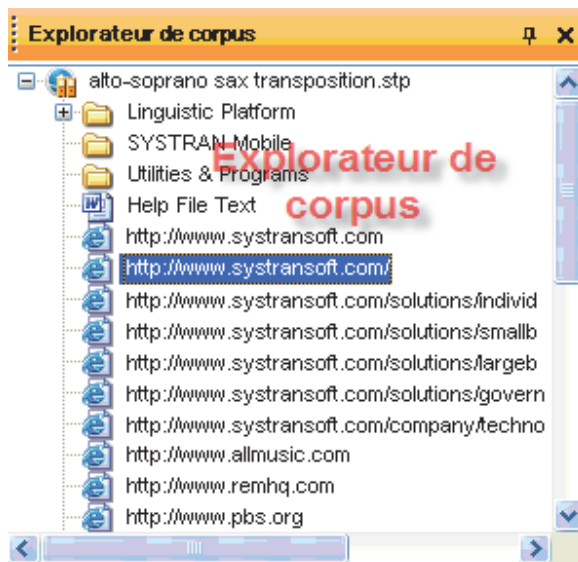 Explorateur de corpus
alto-soprano sax transposition.stp
Linguistic Platform
SYSTRAN Mobile
Utilities & Programs
Explorateur de
corpus
Help File Text
http://www.systransoft.com
http://www.systransoft.com/
http://www.systransoft.com/solutions/individ
http://www.systransoft.com/solutions/smallb
http://www.systransoft.com/solutions/largeb
http://www.systransoft.com/solutions/govern
http://www.systransoft.com/company/techno
http://www.allmusic.com
http://www.remhq.com
http://www.pbs.org